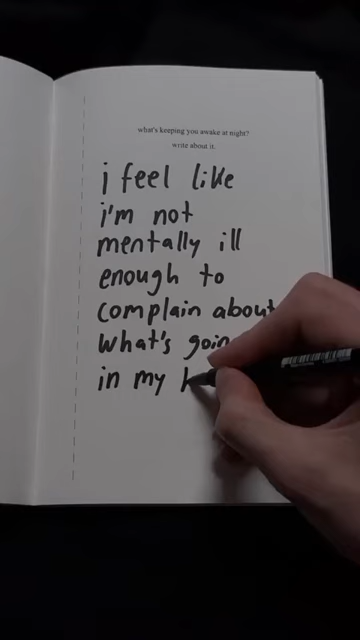 what's keeping you awake at night?
write about it.
i feel like
i'm not
mentally ill
enough to
complain about
what's goin
in my h